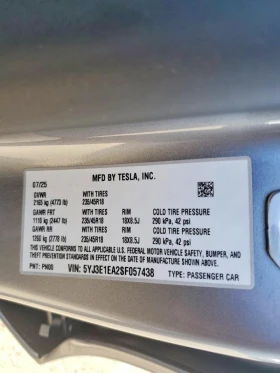 MFD BY TESLA, INC.
07/25
GVWR WITH TIRES
2165 kg (4773 lb) 235/45R18
GAWR FRT WITH TIRES RIM COLD TIRE PRESSURE
1110 kg (2447 lb) 235/45R18 18X8.5J 290 kPa, 42 psi
GAWR RR WITH TIRES RIM COLD TIRE PRESSURE
1260 kg (2778 lb) 235/45R18 18X8.5J 290 kPa, 42 psi
THIS VEHICLE CONFORMS TO ALL APPLICABLE U.S. FEDERAL MOTOR VEHICLE SAFETY, BUMPER, AND
THEFT PREVENTION STANDARDS IN EFFECT ON THE DATE OF MANUFACTURE SHOWN ABOVE.
PNT: PN00 VIN: 5YJ3E1EA2SF057438 TYPE: PASSENGER CAR